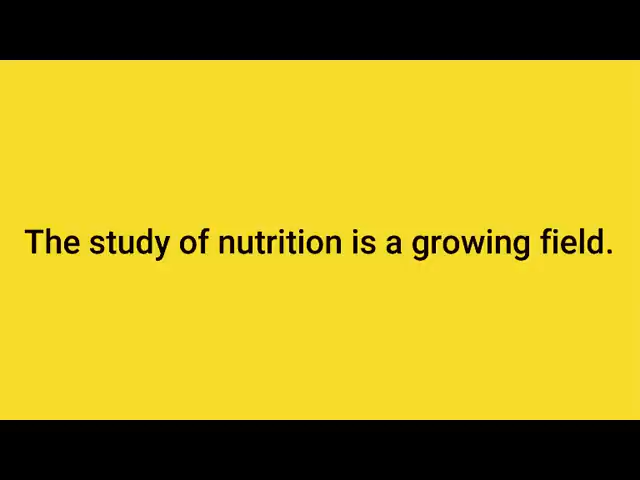 The study of nutrition is a growing field.